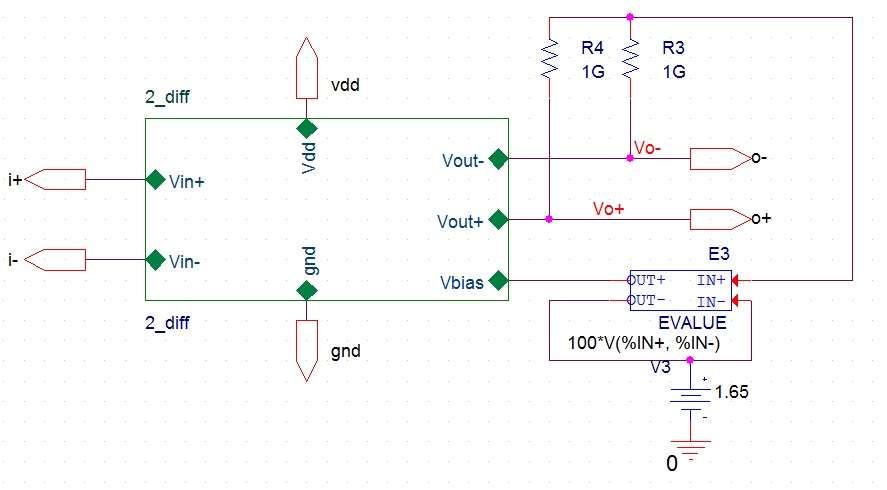 R4
1G
R3
1G
vdd
2_diff
Vdd
Vout-
Vo-
o-
i+
Vin+
Vout+
Vo+
o+
i-
Vin-
gnd
Vbias
E3
OUT+
IN+
OUT-
IN-
2_diff
gnd
EVALUE
100*V(%IN+, %IN-)
V3
+
1.65
-
0